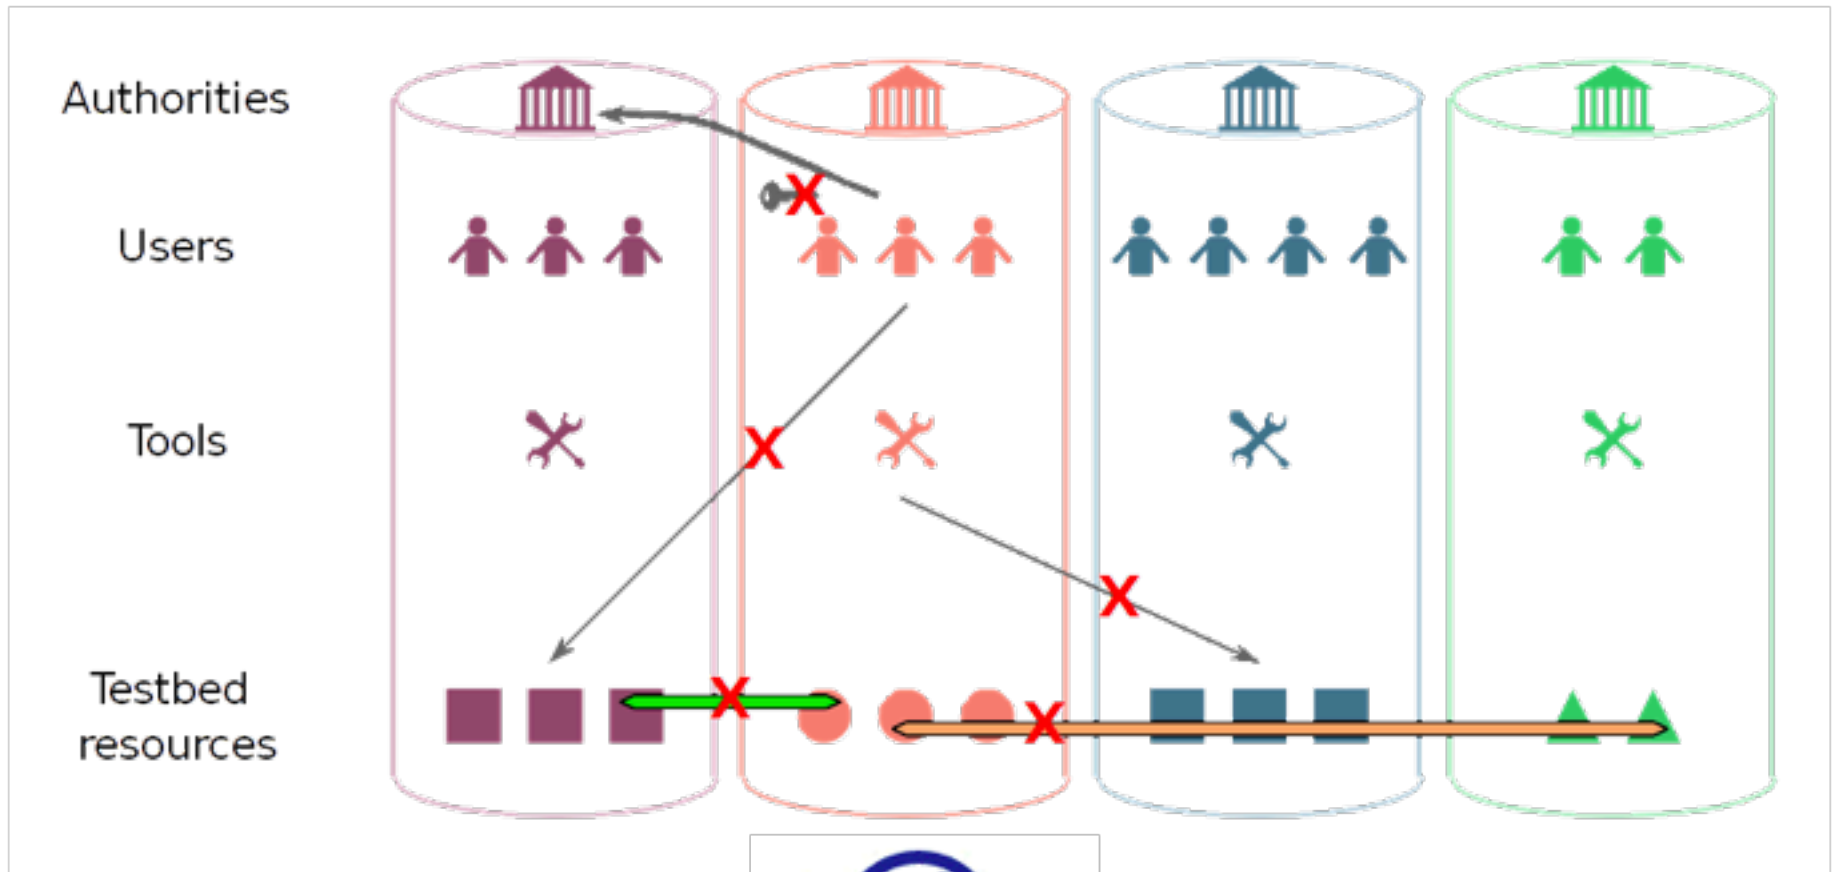 Authorities
Users
Tools
Testbed
resources
X
X
X
X
X